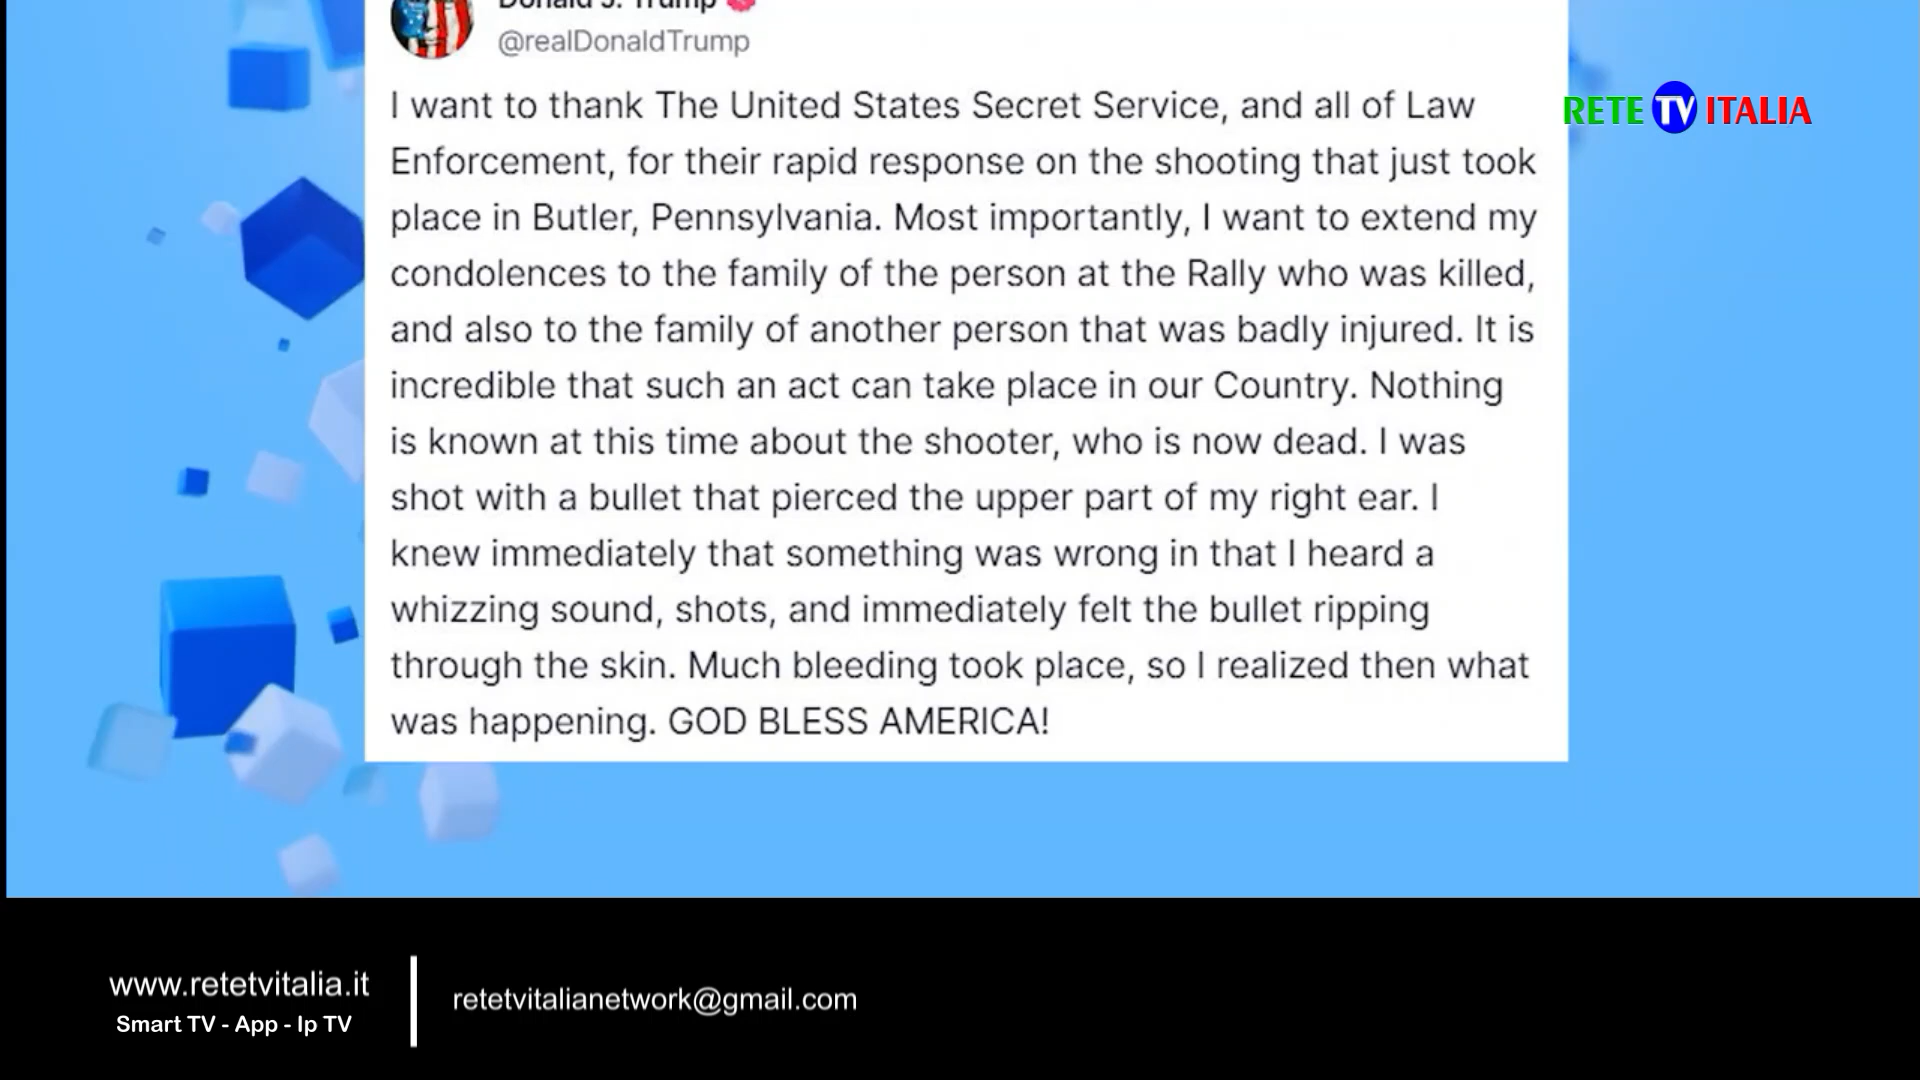 Donald J. Trump
@realDonaldTrump
RETE TV ITALIA
I want to thank The United States Secret Service, and all of Law
Enforcement, for their rapid response on the shooting that just took
place in Butler, Pennsylvania. Most importantly, I want to extend my
condolences to the family of the person at the Rally who was killed,
and also to the family of another person that was badly injured. It is
incredible that such an act can take place in our Country. Nothing
is known at this time about the shooter, who is now dead. I was
shot with a bullet that pierced the upper part of my right ear. I
knew immediately that something was wrong in that I heard a
whizzing sound, shots, and immediately felt the bullet ripping
through the skin. Much bleeding took place, so I realized then what
was happening. GOD BLESS AMERICA!
www.retetvitalia.it
Smart TV - App - Ip TV
retetvitalianetwork@gmail.com